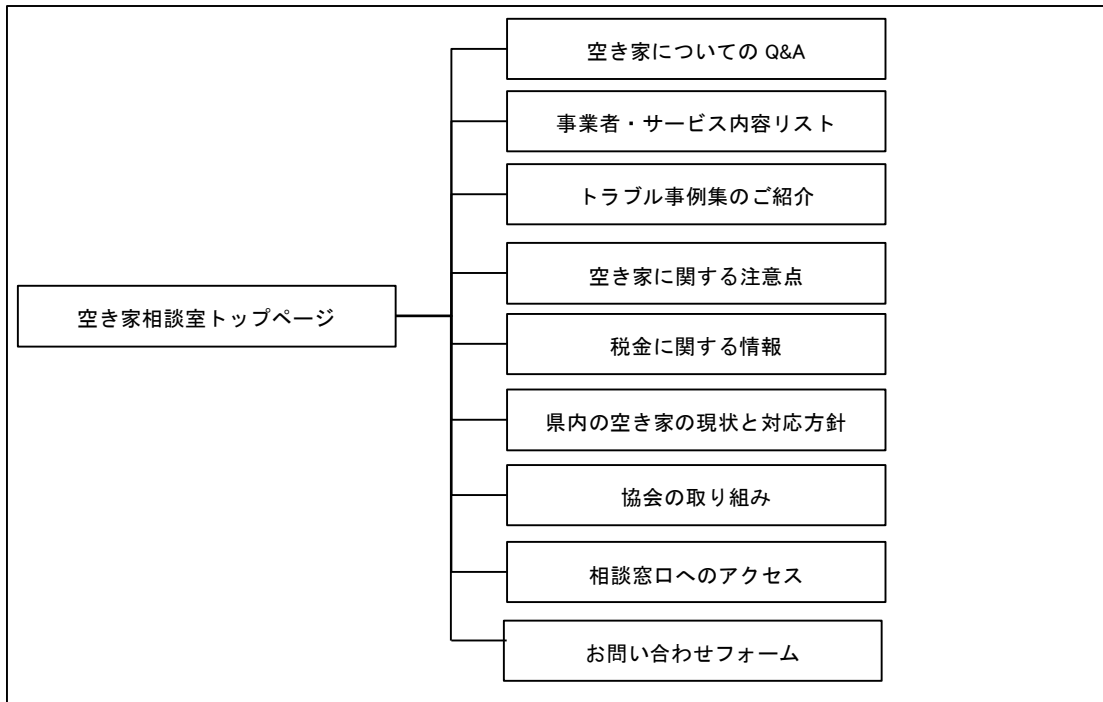 空き家についての Q&A
事業者・サービス内容リスト
トラブル事例集のご紹介
空き家に関する注意点
空き家相談室トップページ
税金に関する情報
県内の空き家の現状と対応方針
協会の取り組み
相談窓口へのアクセス
お問い合わせフォーム